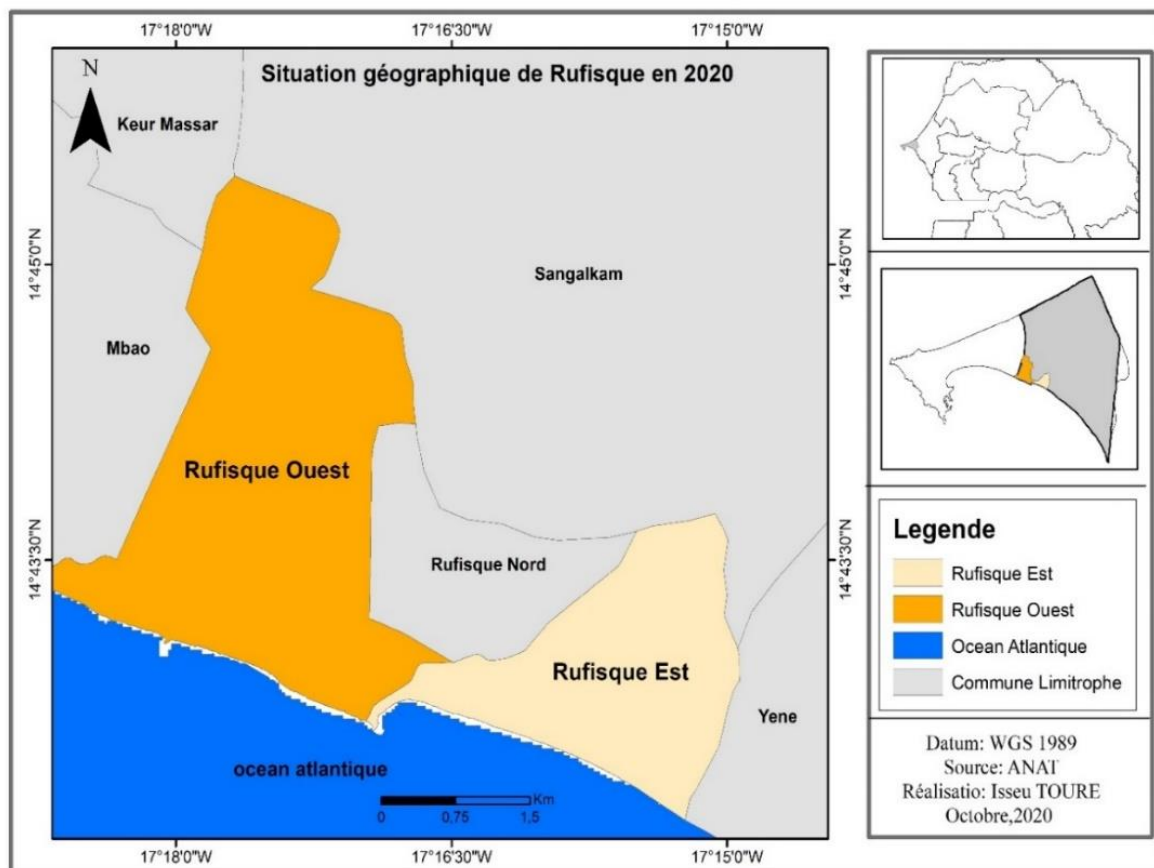 17°18'0"W
17°16'30"W
17°15'0"W
Situation géographique de Rufisque en 2020
N
Keur Massar
14°45'0"N
14°45'0"N
Sangalkam
Mbao
Rufisque Ouest
14°43'30"N
14°43'30"N
Rufisque Nord
Rufisque Est
Yene
ocean atlantique
Km
0
0.75
1,5
17°18'0"W
17°16'30"W
17°15'0"W
Legende
Rufisque Est
Rufisque Ouest
Ocean Atlantique
Commune Limitrophe
Datum: WGS 1989
Source: ANAT
Réalisatio: Isseu TOURE
Octobre,2020